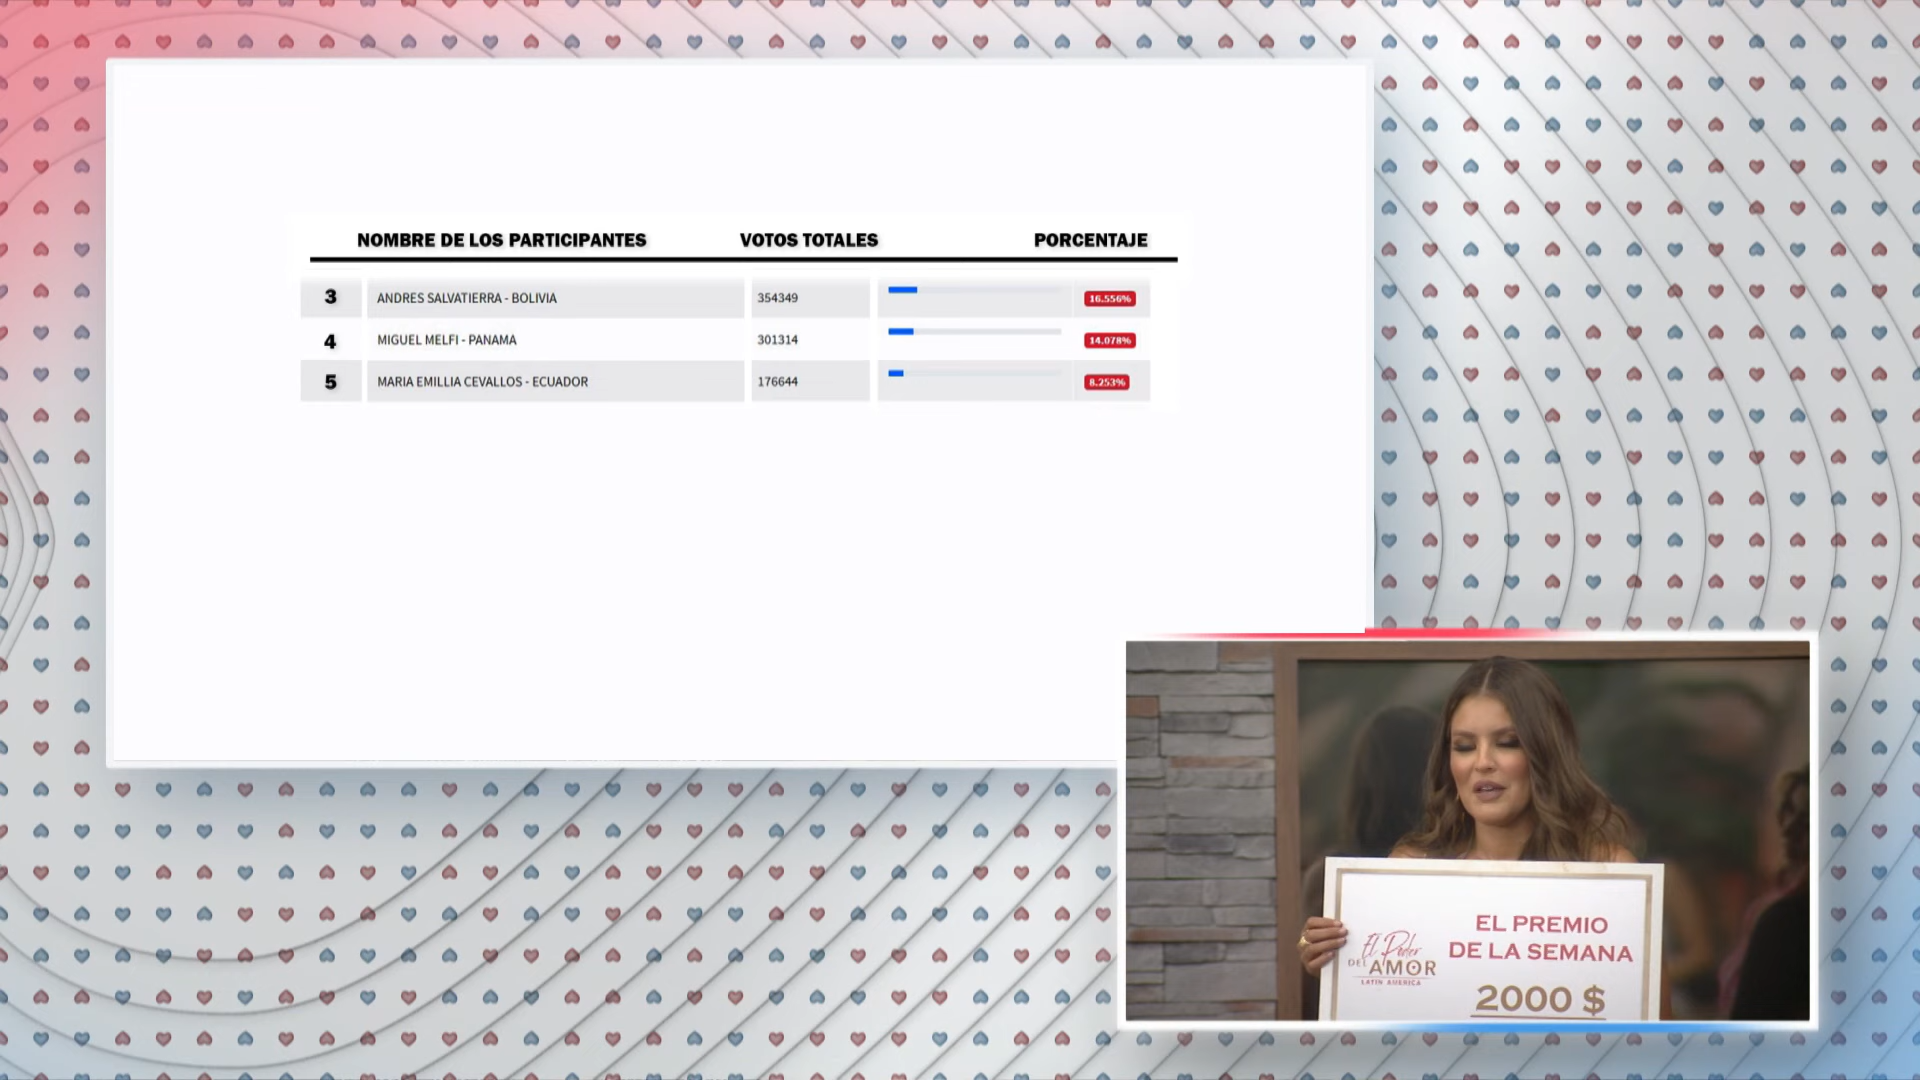 NOMBRE DE LOS PARTICIPANTES VOTOS TOTALES PORCENTAJE
3 ANDRES SALVATIERRA - BOLIVIA 354349 16.556%
4 MIGUEL MELFI - PANAMA 301314 14.078%
5 MARIA EMILLIA CEVALLOS - ECUADOR 176644 8.253%
El Poder
DEL AMOR
LATIN AMERICA
EL PREMIO
DE LA SEMANA
2000 $